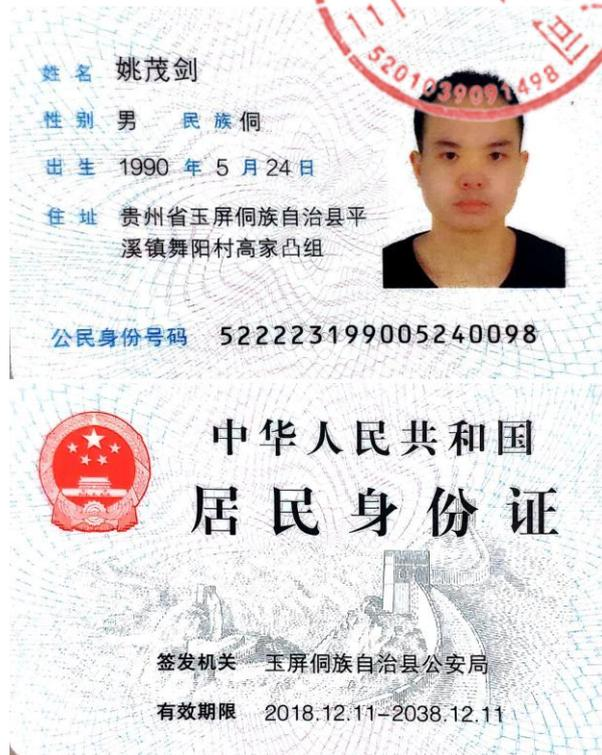 姓名 姚茂剑
性别 男 民族 侗
出生 1990 年 5 月 24 日
住址 贵州省玉屏侗族自治县平
溪镇舞阳村高家凸组
公民身份号码 522223199005240098
5201039091498
中华人民共和国
居民身份证
签发机关 玉屏侗族自治县公安局
有效期限 2018.12.11-2038.12.11